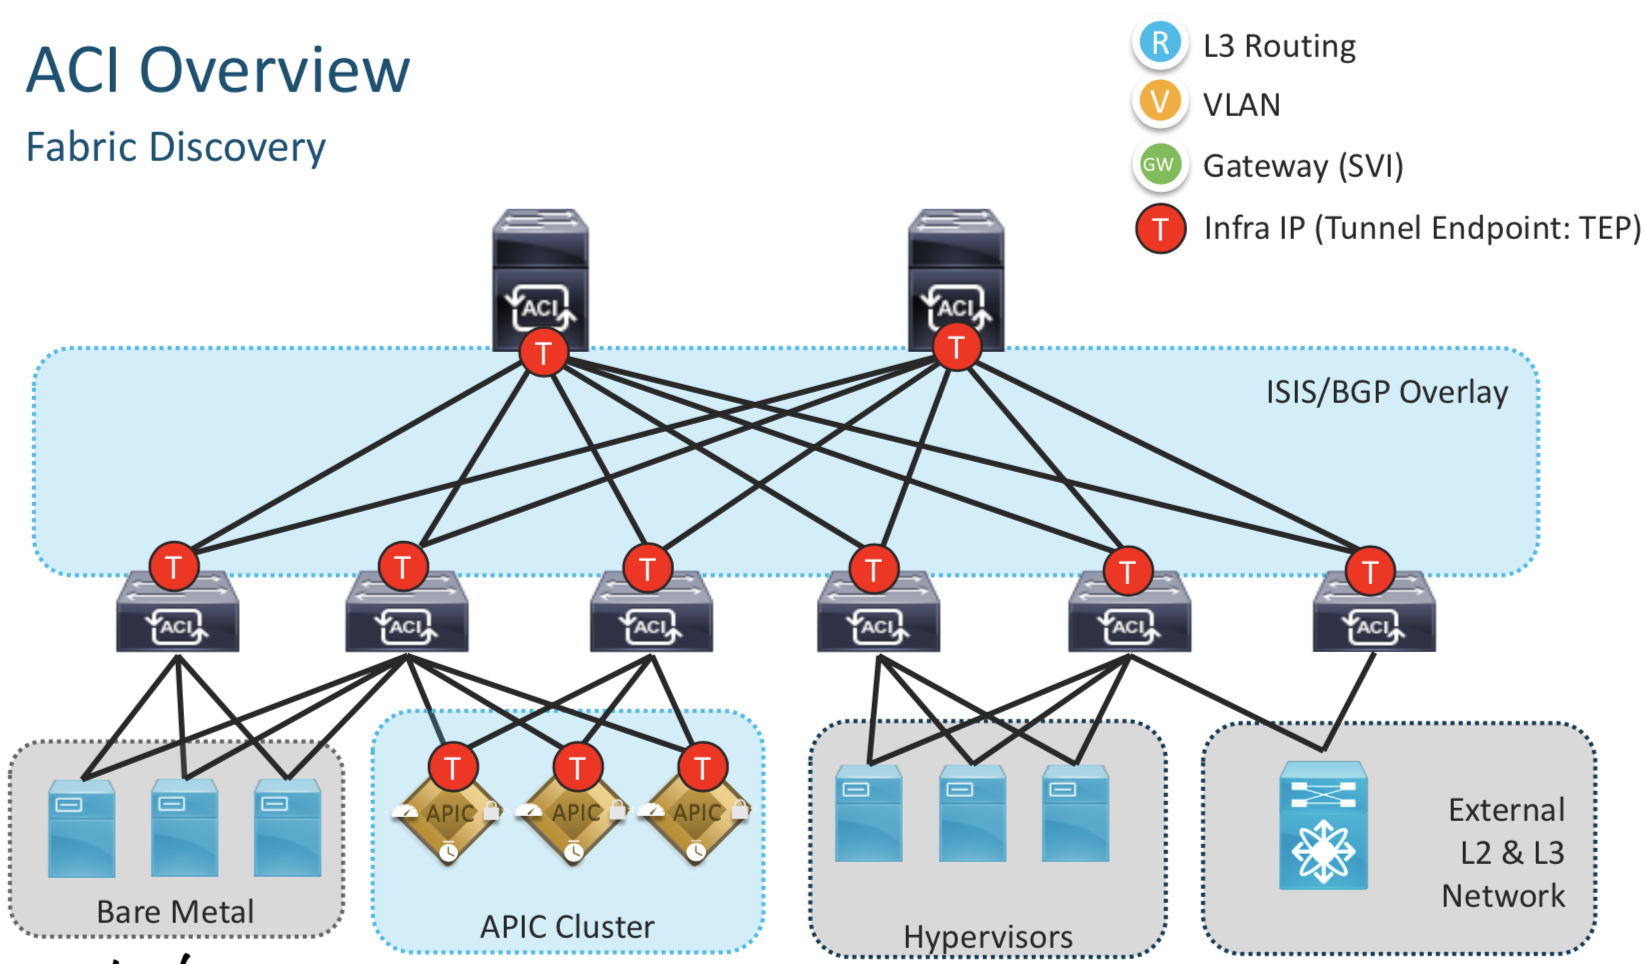 ACI Overview
Fabric Discovery
R L3 Routing
V VLAN
GW Gateway (SVI)
T Infra IP (Tunnel Endpoint: TEP)
ACI ACI
T T
ISIS/BGP Overlay
T T T T T T
ACI ACI ACI ACI ACI ACI
T T T
APIC APIC APIC
External
L2 & L3
Network
Bare Metal
APIC Cluster
Hypervisors